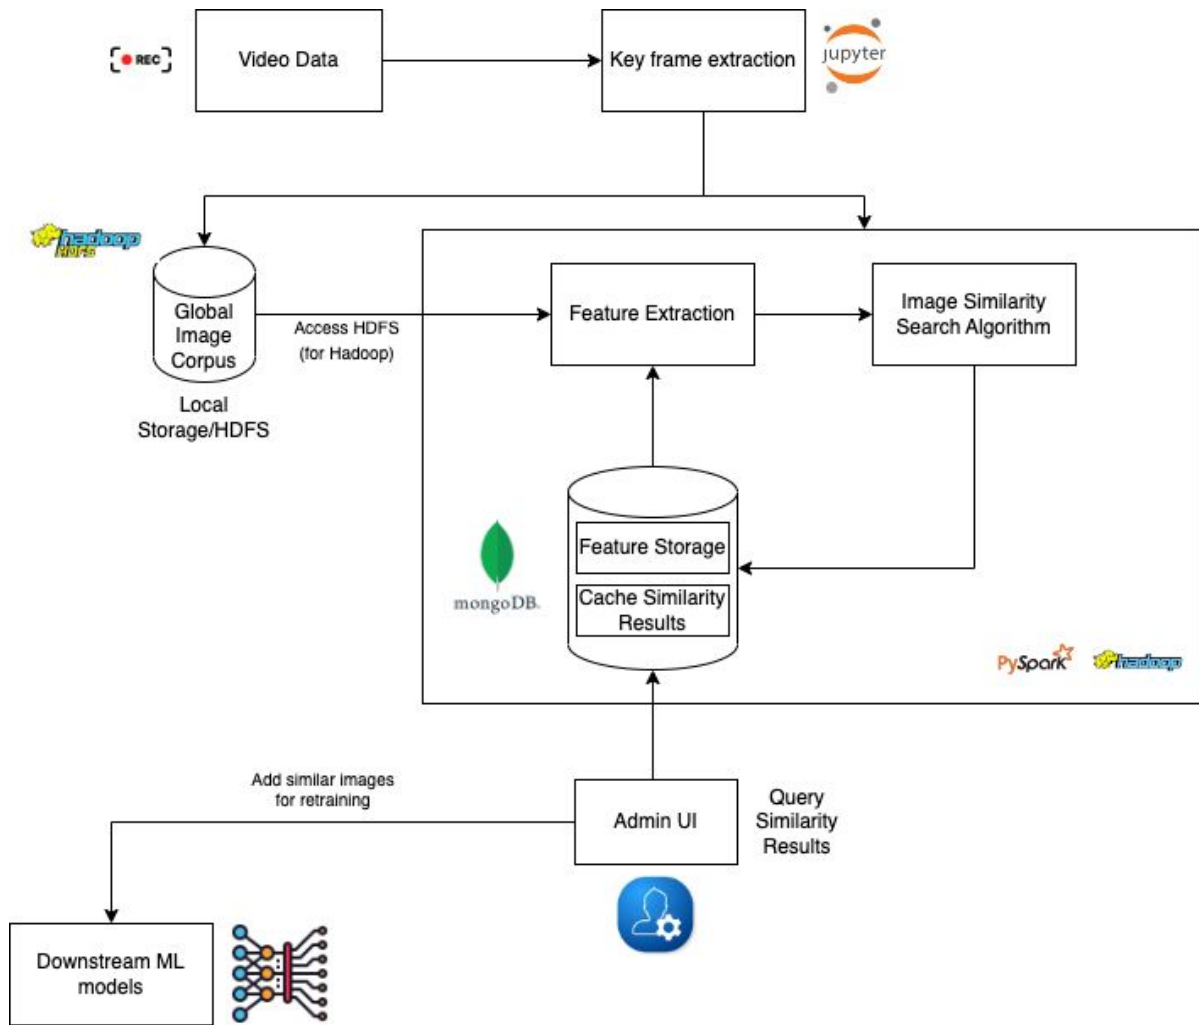 REC
Video Data
Key frame extraction
jupyter
hadoop
HDFS
Global
Image
Corpus
Local
Storage/HDFS
Access HDFS
(for Hadoop)
Feature Extraction
Image Similarity
Search Algorithm
mongoDB.
Feature Storage
Cache Similarity
Results
PySpark
hadoop
Add similar images
for retraining
Admin UI
Query
Similarity
Results
Downstream ML
models